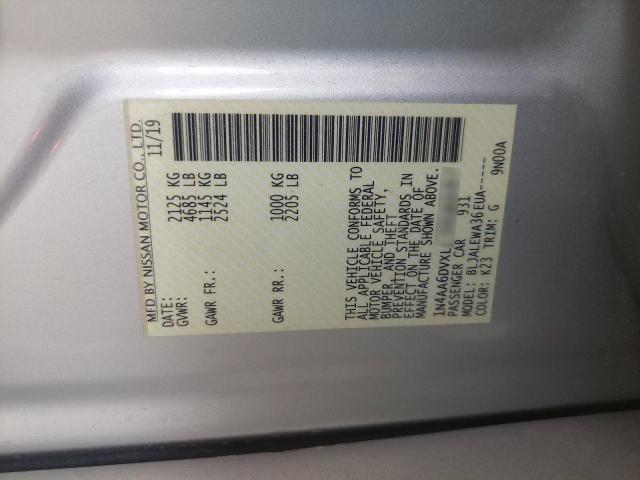 MFD BY NISSAN MOTOR CO., LTD.
DATE: 11/19
GVWR: 2125 KG
4685 LB
GAWR FR.: 1145 KG
2524 LB
GAWR RR.: 1000 KG
2205 LB
THIS VEHICLE CONFORMS TO
ALL APPLICABLE FEDERAL
MOTOR VEHICLE SAFETY,
BUMPER, AND THEFT
PREVENTION STANDARDS IN
EFFECT ON THE DATE OF
MANUFACTURE SHOWN ABOVE.
1N4AA6DVXL
PASSENGER CAR 931
MODEL: BLJALEWA36EUA-----
COLOR: K23 TRIM: G 9N00A